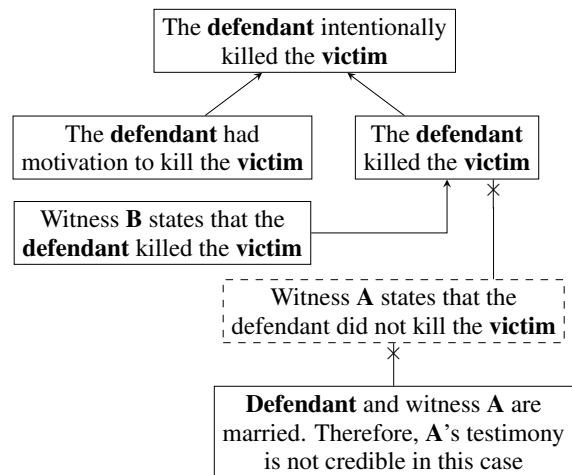 The defendant intentionally
killed the victim
The defendant had
motivation to kill the victim
The defendant
killed the victim
Witness B states that the
defendant killed the victim
Witness A states that the
defendant did not kill the victim
Defendant and witness A are
married. Therefore, A's testimony
is not credible in this case